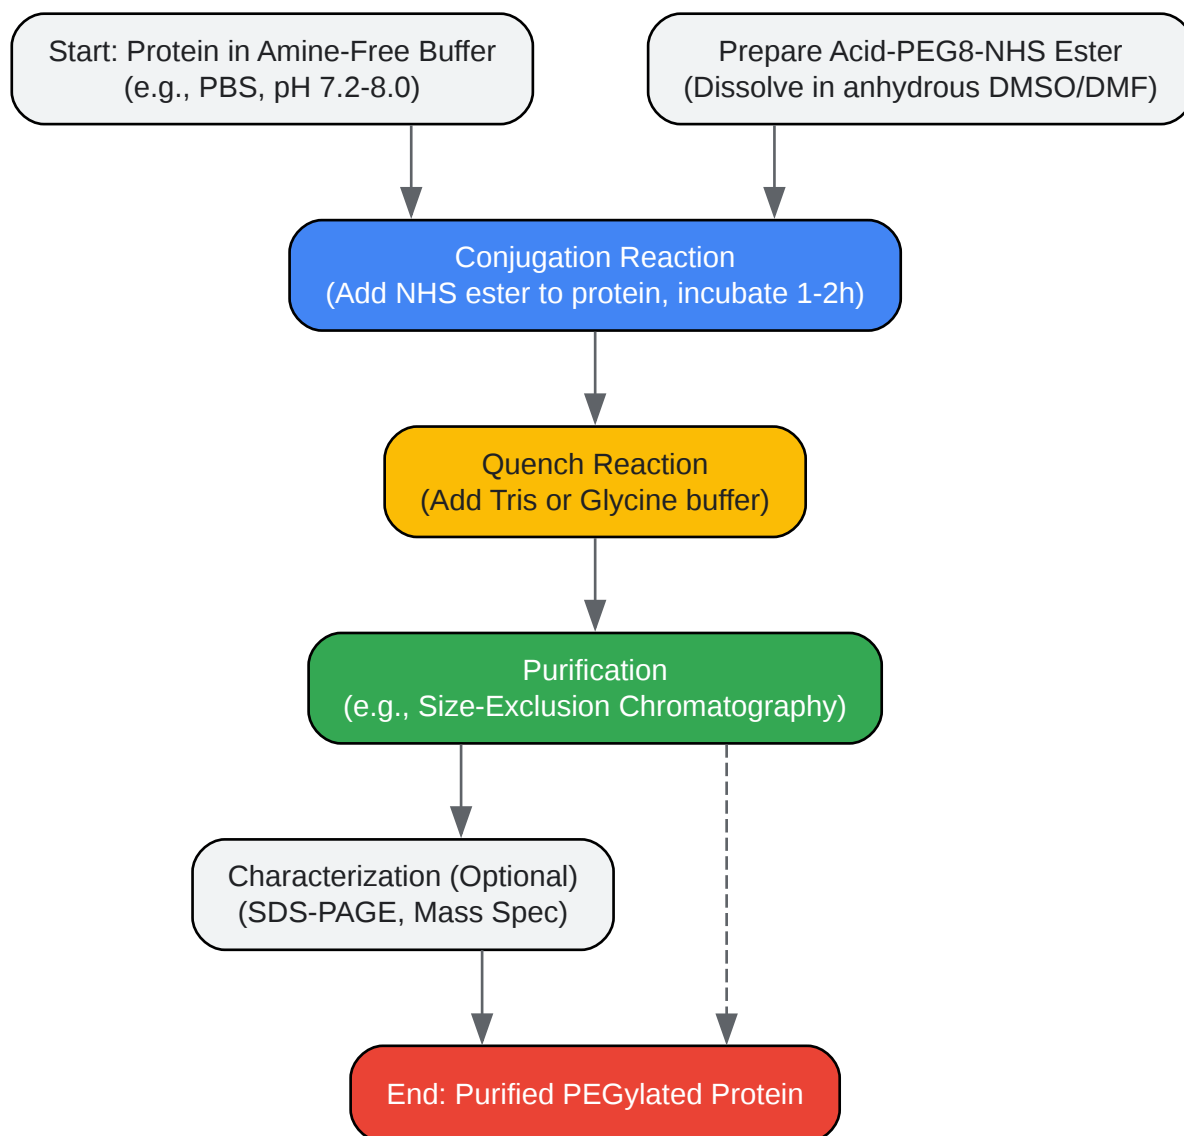 Start: Protein in Amine-Free Buffer
(e.g., PBS, pH 7.2-8.0)
Prepare Acid-PEG8-NHS Ester
(Dissolve in anhydrous DMSO/DMF)
Conjugation Reaction
(Add NHS ester to protein, incubate 1-2h)
Quench Reaction
(Add Tris or Glycine buffer)
Purification
(e.g., Size-Exclusion Chromatography)
Characterization (Optional)
(SDS-PAGE, Mass Spec)
End: Purified PEGylated Protein